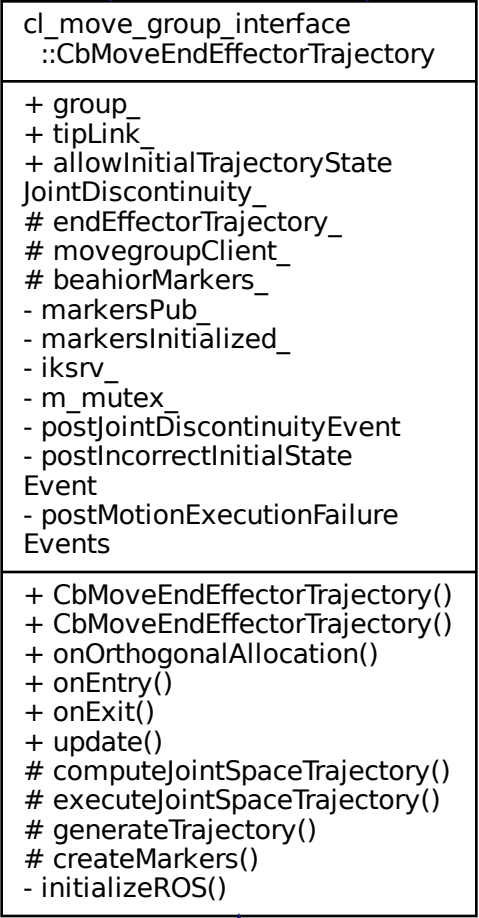 cl_move_group_interface
::CbMoveEndEffectorTrajectory
+ group_
+ tipLink_
+ allowInitialTrajectoryState
JointDiscontinuity_
# endEffectorTrajectory_
# movegroupClient_
# beahiorMarkers_
- markersPub_
- markersInitialized_
- iksrv_
- m_mutex_
- postJointDiscontinuityEvent
- postIncorrectInitialState
Event
- postMotionExecutionFailure
Events
+ CbMoveEndEffectorTrajectory()
+ CbMoveEndEffectorTrajectory()
+ onOrthogonalAllocation()
+ onEntry()
+ onExit()
+ update()
# computeJointSpaceTrajectory()
# executeJointSpaceTrajectory()
# generateTrajectory()
# createMarkers()
- initializeROS()